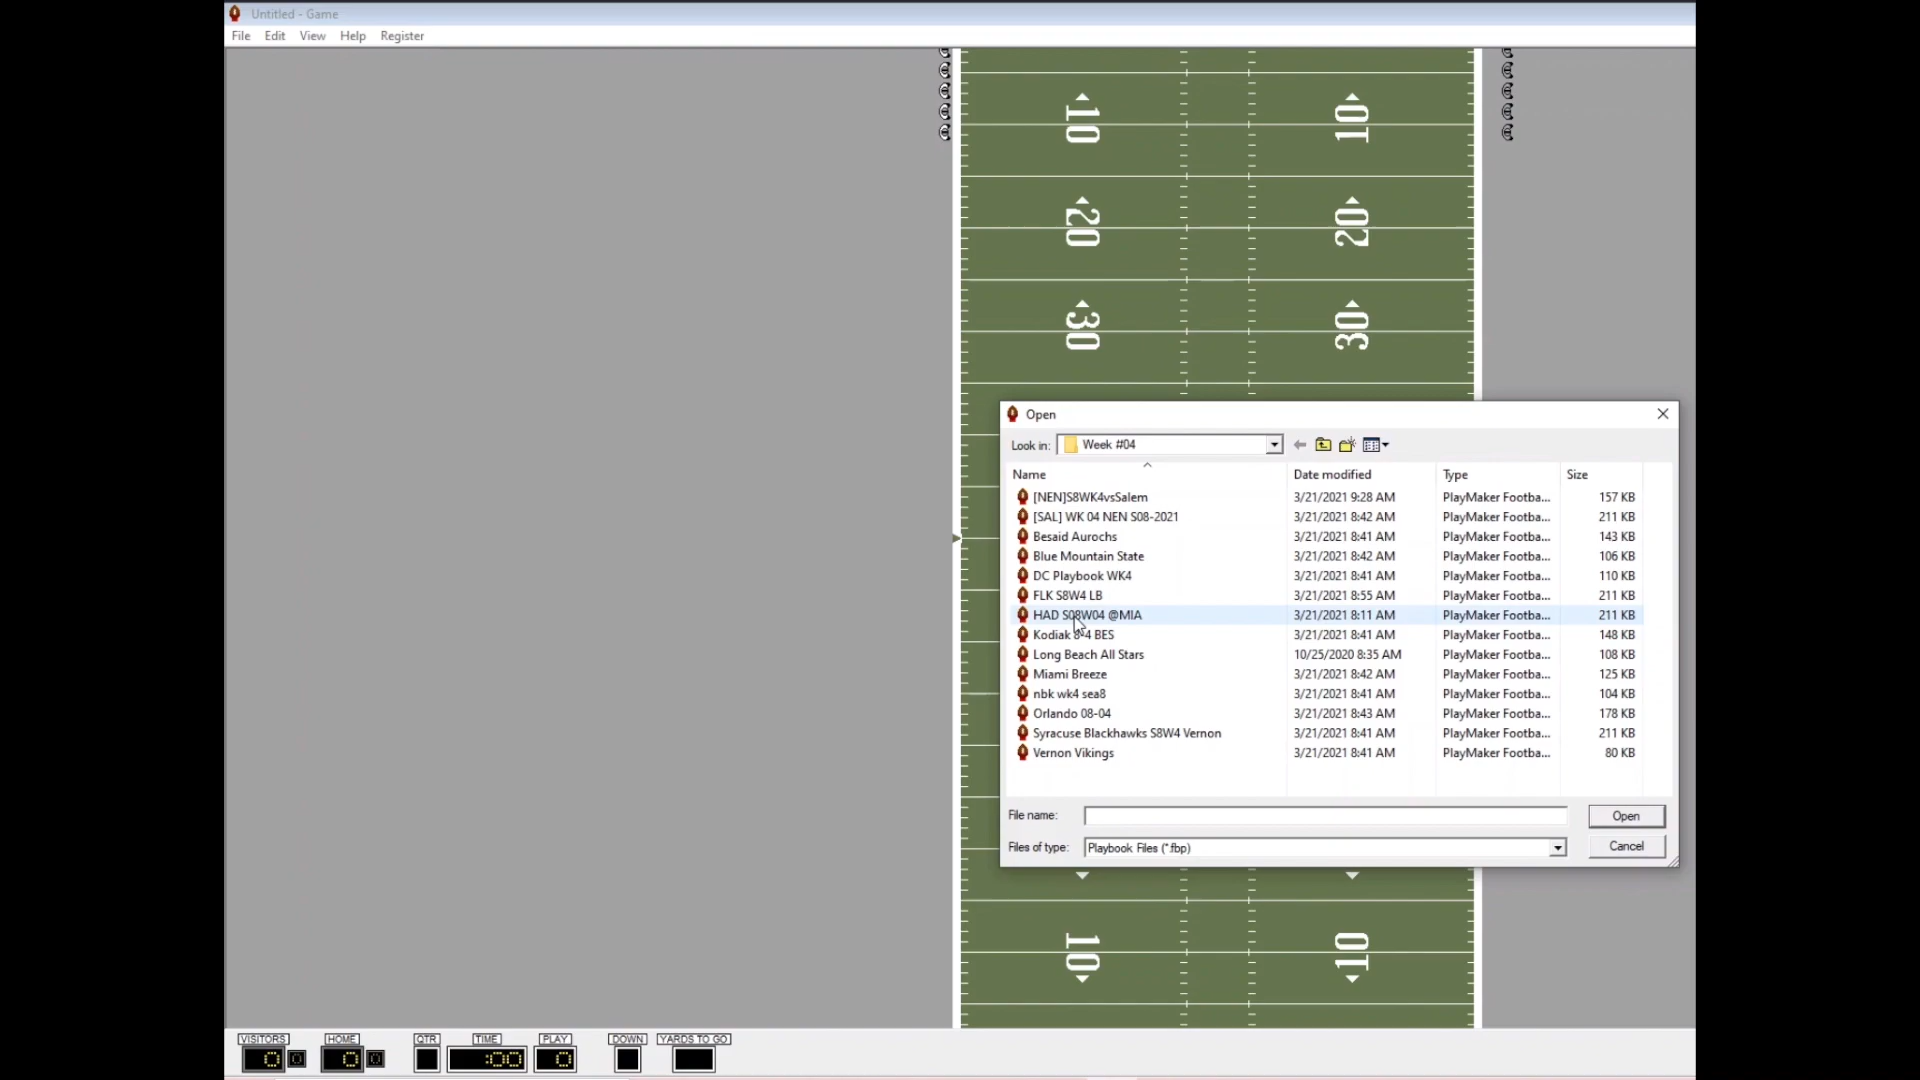 Untitled - Game
File Edit View Help Register
10 10
20 20
30 30
Open
Look in: Week #04
Name Date modified Type Size
[NEN]S8WK4vsSalem 3/21/2021 9:28 AM PlayMaker Footba... 157 KB
[SAL] WK 04 NEN S08-2021 3/21/2021 8:42 AM PlayMaker Footba... 211 KB
Besaid Aurochs 3/21/2021 8:41 AM PlayMaker Footba... 143 KB
Blue Mountain State 3/21/2021 8:42 AM PlayMaker Footba... 106 KB
DC Playbook WK4 3/21/2021 8:41 AM PlayMaker Footba... 110 KB
FLK S8W4 LB 3/21/2021 8:55 AM PlayMaker Footba... 211 KB
HAD S08W04 @MIA 3/21/2021 8:11 AM PlayMaker Footba... 211 KB
Kodiak 8-4 BES 3/21/2021 8:41 AM PlayMaker Footba... 148 KB
Long Beach All Stars 10/25/2020 8:35 AM PlayMaker Footba... 108 KB
Miami Breeze 3/21/2021 8:42 AM PlayMaker Footba... 125 KB
nbk wk4 sea8 3/21/2021 8:41 AM PlayMaker Footba... 104 KB
Orlando 08-04 3/21/2021 8:43 AM PlayMaker Footba... 178 KB
Syracuse Blackhawks S8W4 Vernon 3/21/2021 8:41 AM PlayMaker Footba... 211 KB
Vernon Vikings 3/21/2021 8:41 AM PlayMaker Footba... 80 KB
File name: Open
Files of type: Playbook Files (*.fbp) Cancel
10 10
VISITORS HOME QTR TIME PLAY DOWN YARDS TO GO
0 0 0 0 :00 0